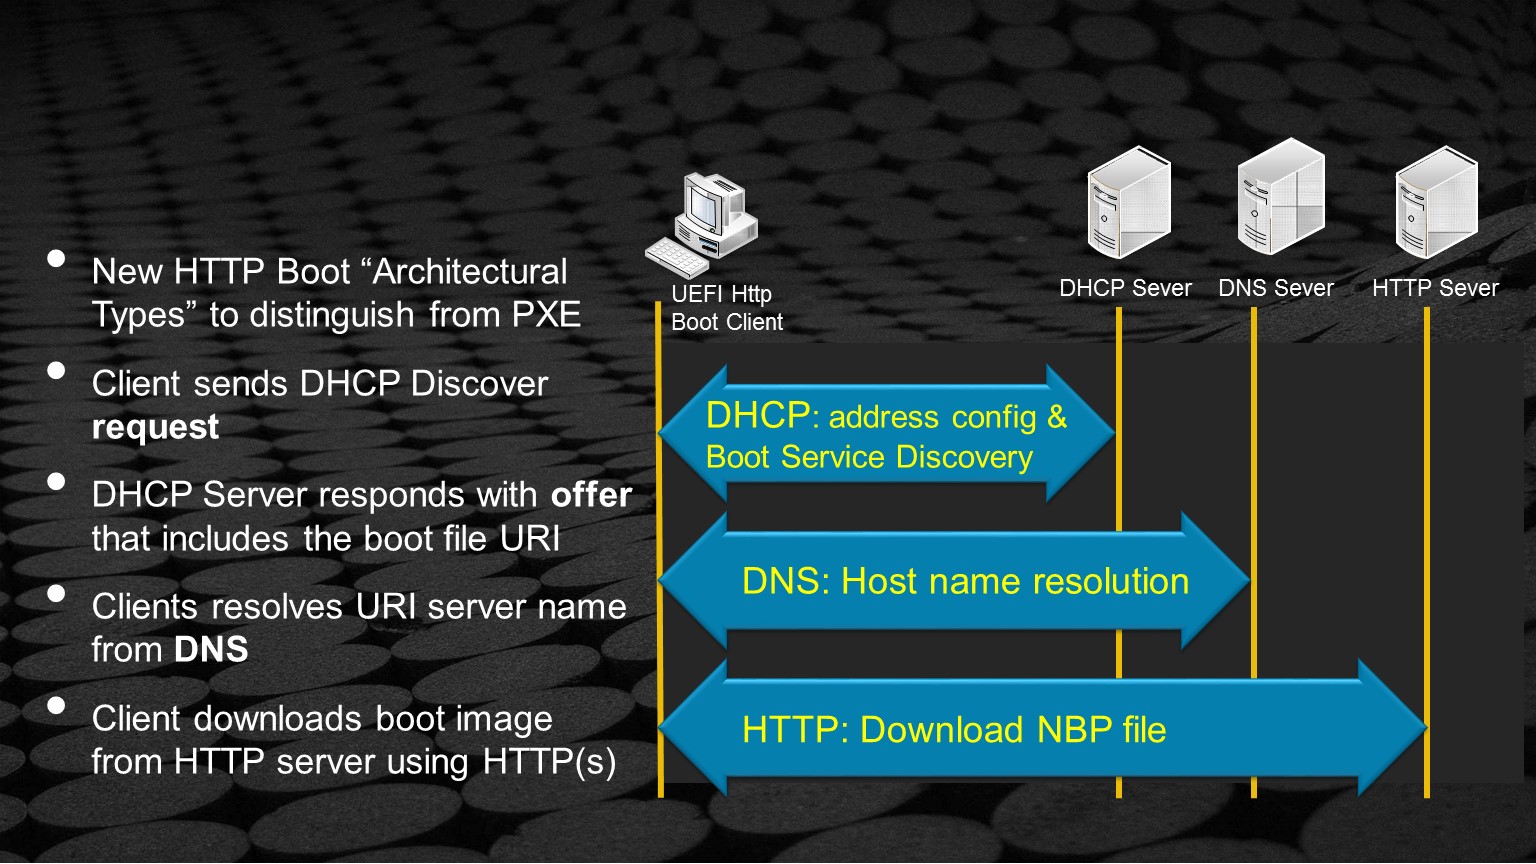 New HTTP Boot “Architectural
Types” to distinguish from PXE
Client sends DHCP Discover
request
DHCP Server responds with offer
that includes the boot file URI
Clients resolves URI server name
from DNS
Client downloads boot image
from HTTP server using HTTP(s)
UEFI Http
Boot Client
DHCP Sever
DNS Sever
HTTP Sever
DHCP: address config &
Boot Service Discovery
DNS: Host name resolution
HTTP: Download NBP file